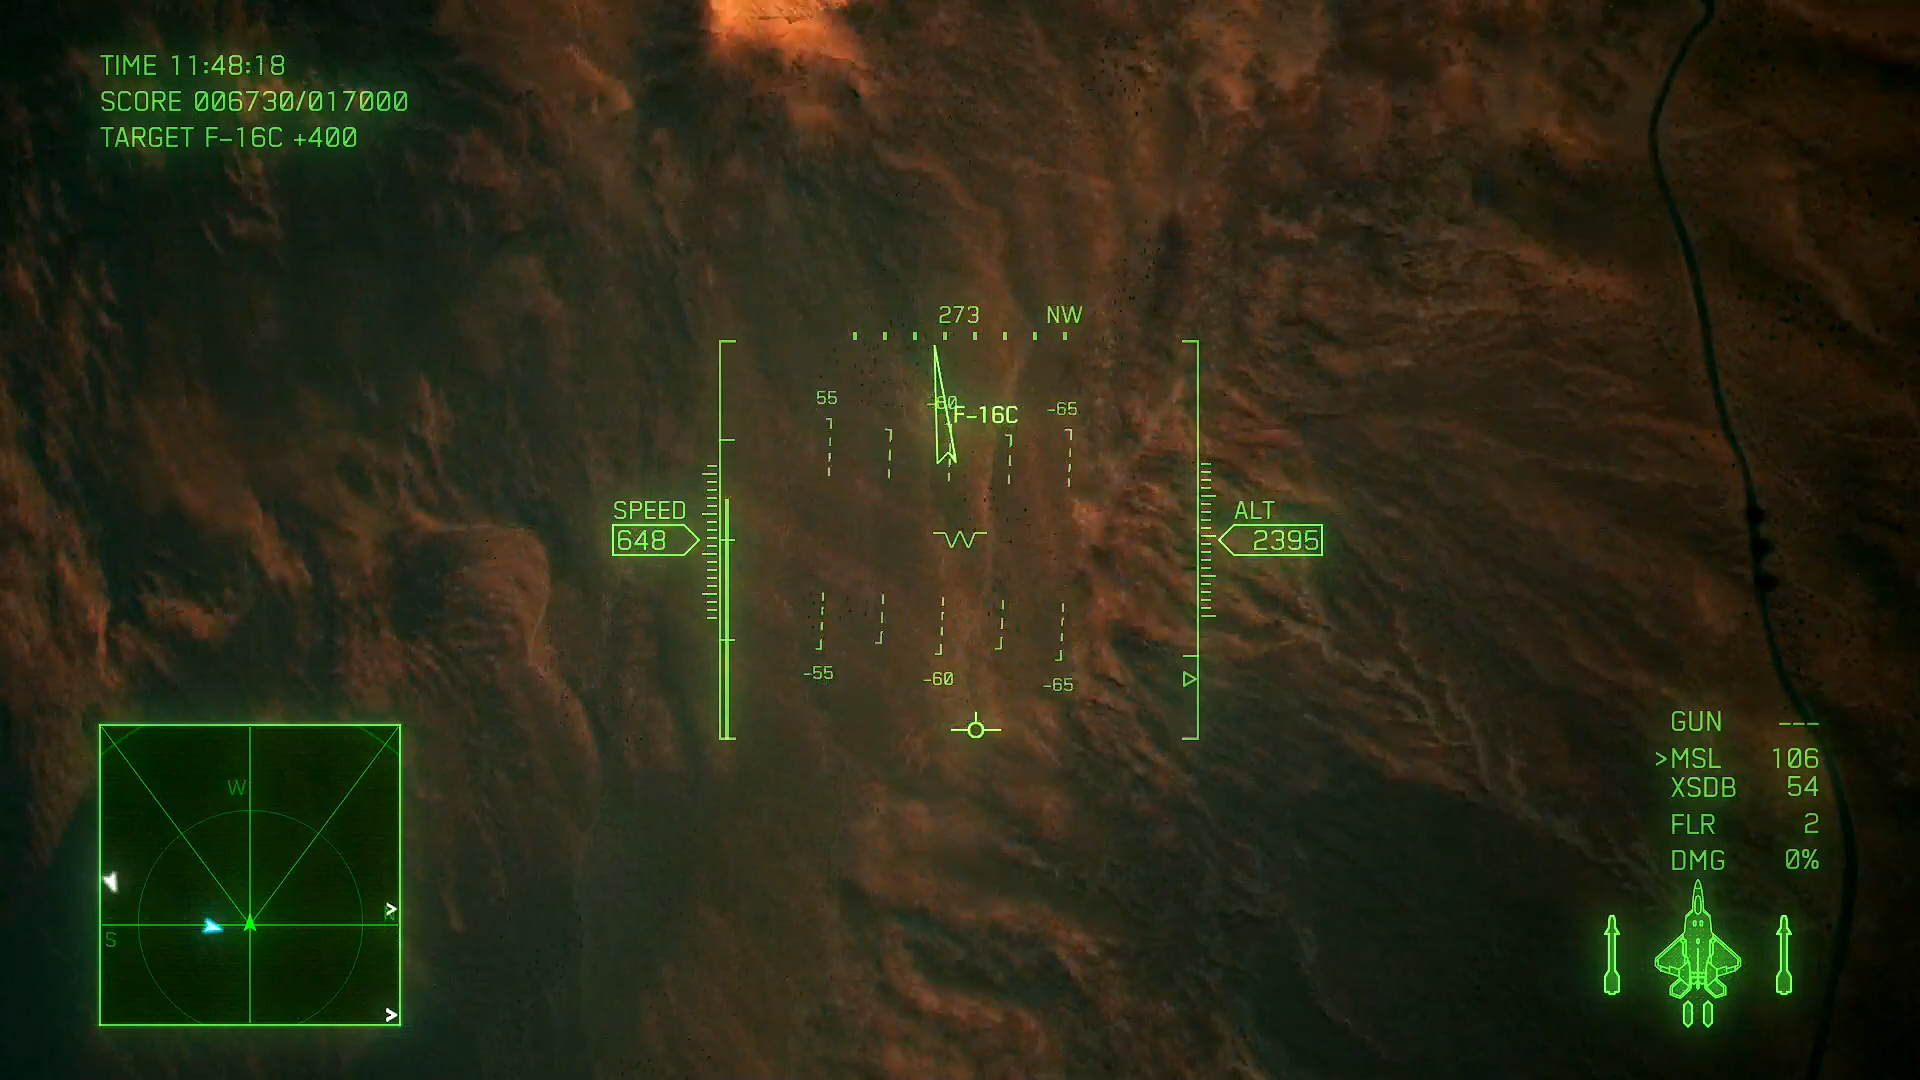 TIME 11:48:18
SCORE 006730/017000
TARGET F-16C +400
273 NW
55 -60 -65
F-16C
SPEED
648
ALT
2395
-55 -60 -65
GUN ---
>MSL 106
XSDB 54
FLR 2
DMG 0%
W
S